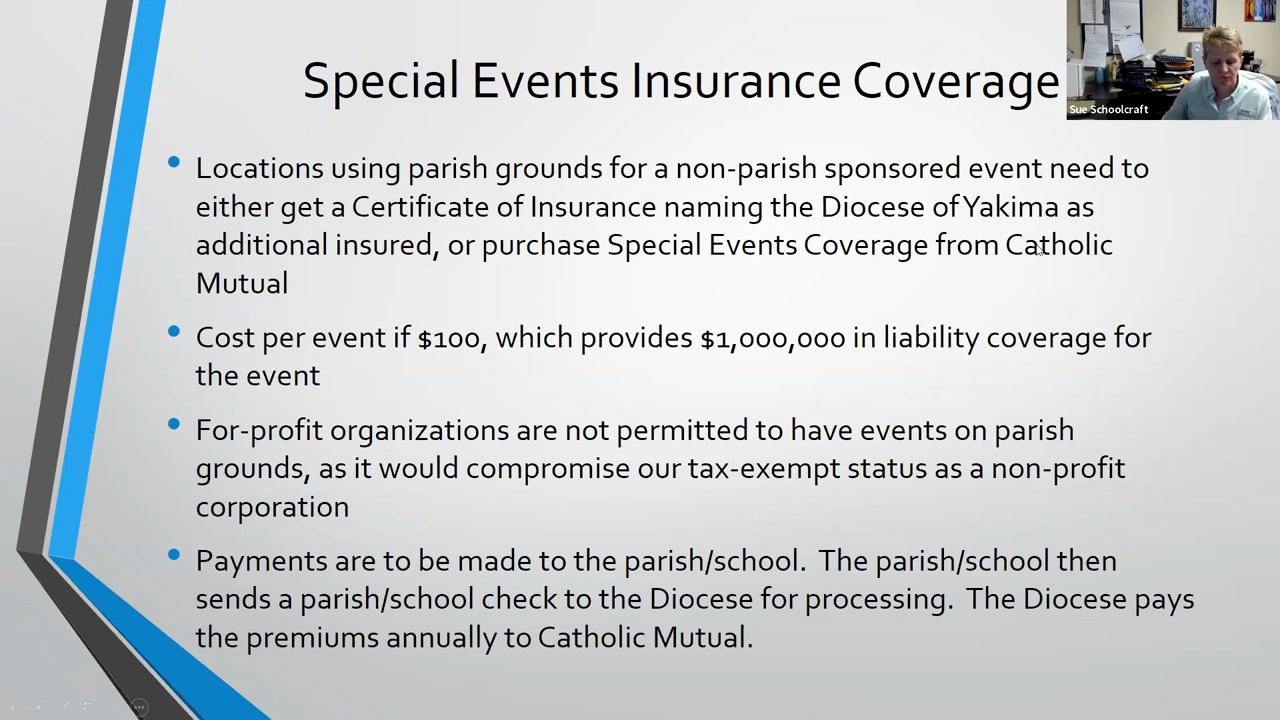 Special Events Insurance Coverage
Sue Schoolcraft
Locations using parish grounds for a non-parish sponsored event need to
either get a Certificate of Insurance naming the Diocese of Yakima as
additional insured, or purchase Special Events Coverage from Catholic
Mutual
Cost per event if $100, which provides $1,000,000 in liability coverage for
the event
For-profit organizations are not permitted to have events on parish
grounds, as it would compromise our tax-exempt status as a non-profit
corporation
Payments are to be made to the parish/school.  The parish/school then
sends a parish/school check to the Diocese for processing.  The Diocese pays
the premiums annually to Catholic Mutual.